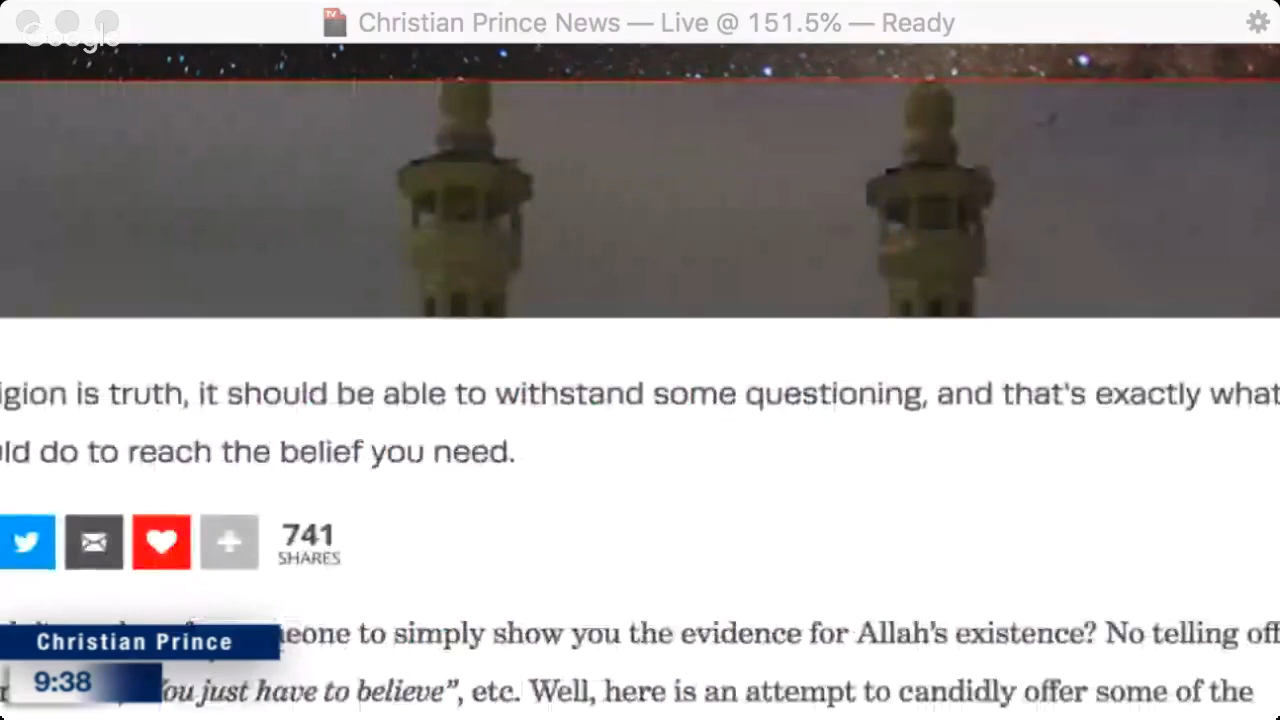 Google
Christian Prince News — Live @ 151.5% — Ready
igion is truth, it should be able to withstand some questioning, and that's exactly what
ld do to reach the belief you need.
741
SHARES
eone to simply show you the evidence for Allah's existence? No telling off
Christian Prince
9:38
ou just have to believe”, etc. Well, here is an attempt to candidly offer some of the